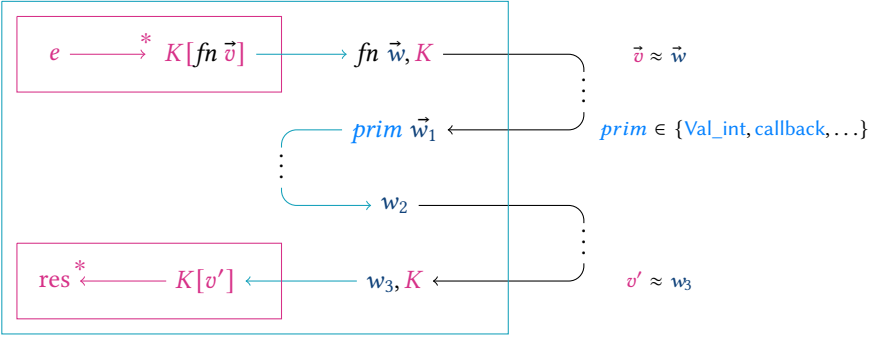 e * K[fn v⃗] fn w⃗, K v⃗ ≈ w⃗
prim w⃗₁ prim ∈ {Val_int, callback, . . .}
w₂
res * K[v′] w₃, K v′ ≈ w₃